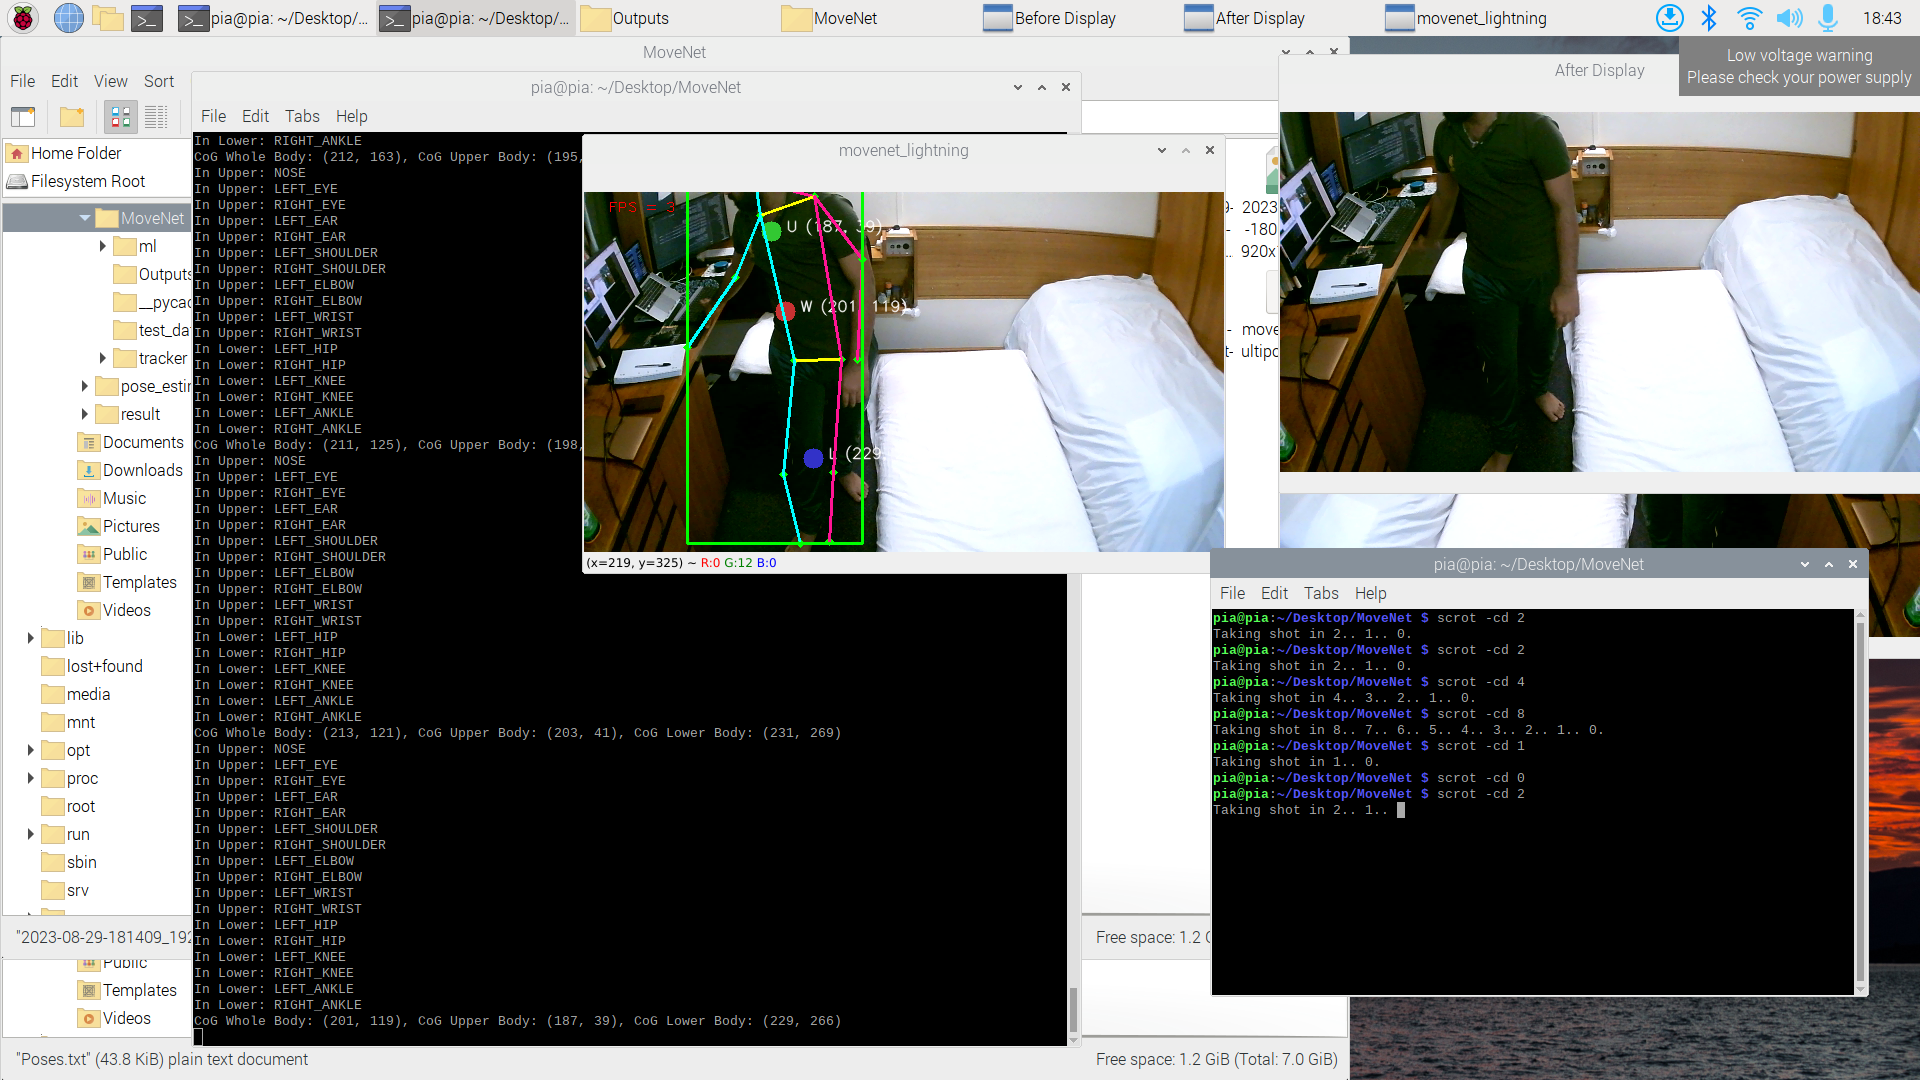 pia@pia: ~/Desktop/...
pia@pia: ~/Desktop/...
Outputs
MoveNet
Before Display
After Display
movenet_lightning
18:43
Low voltage warning
Please check your power supply
MoveNet
File Edit View Sort
Home Folder
Filesystem Root
MoveNet
ml
Outputs
__pycac
test_da
tracker
pose_estin
result
Documents
Downloads
Music
Pictures
Public
Templates
Videos
lib
lost+found
media
mnt
opt
proc
root
run
sbin
srv
"2023-08-29-181409_192
Free space: 1.2 G
Public
Templates
Videos
"Poses.txt" (43.8 KiB) plain text document
Free space: 1.2 GiB (Total: 7.0 GiB)
pia@pia: ~/Desktop/MoveNet
File Edit Tabs Help
In Lower: RIGHT_ANKLE
CoG Whole Body: (212, 163), CoG Upper Body: (195,
In Upper: NOSE
In Upper: LEFT_EYE
In Upper: RIGHT_EYE
In Upper: LEFT_EAR
In Upper: RIGHT_EAR
In Upper: LEFT_SHOULDER
In Upper: RIGHT_SHOULDER
In Upper: LEFT_ELBOW
In Upper: RIGHT_ELBOW
In Upper: LEFT_WRIST
In Upper: RIGHT_WRIST
In Lower: LEFT_HIP
In Lower: RIGHT_HIP
In Lower: LEFT_KNEE
In Lower: RIGHT_KNEE
In Lower: LEFT_ANKLE
In Lower: RIGHT_ANKLE
CoG Whole Body: (211, 125), CoG Upper Body: (198,
In Upper: NOSE
In Upper: LEFT_EYE
In Upper: RIGHT_EYE
In Upper: LEFT_EAR
In Upper: RIGHT_EAR
In Upper: LEFT_SHOULDER
In Upper: RIGHT_SHOULDER
In Upper: LEFT_ELBOW
In Upper: RIGHT_ELBOW
In Upper: LEFT_WRIST
In Upper: RIGHT_WRIST
In Lower: LEFT_HIP
In Lower: RIGHT_HIP
In Lower: LEFT_KNEE
In Lower: RIGHT_KNEE
In Lower: LEFT_ANKLE
In Lower: RIGHT_ANKLE
CoG Whole Body: (213, 121), CoG Upper Body: (203, 41), CoG Lower Body: (231, 269)
In Upper: NOSE
In Upper: LEFT_EYE
In Upper: RIGHT_EYE
In Upper: LEFT_EAR
In Upper: RIGHT_EAR
In Upper: LEFT_SHOULDER
In Upper: RIGHT_SHOULDER
In Upper: LEFT_ELBOW
In Upper: RIGHT_ELBOW
In Upper: LEFT_WRIST
In Upper: RIGHT_WRIST
In Lower: LEFT_HIP
In Lower: RIGHT_HIP
In Lower: LEFT_KNEE
In Lower: RIGHT_KNEE
In Lower: LEFT_ANKLE
In Lower: RIGHT_ANKLE
CoG Whole Body: (201, 119), CoG Upper Body: (187, 39), CoG Lower Body: (229, 266)
movenet_lightning
FPS = 3
U (187, 39)
W (201, 119)
L (229,
(x=219, y=325) ~ R:0 G:12 B:0
9- 2023
- -180
.. 920x
- move
t- ultipo
After Display
pia@pia: ~/Desktop/MoveNet
File Edit Tabs Help
pia@pia:~/Desktop/MoveNet $ scrot -cd 2
Taking shot in 2.. 1.. 0.
pia@pia:~/Desktop/MoveNet $ scrot -cd 2
Taking shot in 2.. 1.. 0.
pia@pia:~/Desktop/MoveNet $ scrot -cd 4
Taking shot in 4.. 3.. 2.. 1.. 0.
pia@pia:~/Desktop/MoveNet $ scrot -cd 8
Taking shot in 8.. 7.. 6.. 5.. 4.. 3.. 2.. 1.. 0.
pia@pia:~/Desktop/MoveNet $ scrot -cd 1
Taking shot in 1.. 0.
pia@pia:~/Desktop/MoveNet $ scrot -cd 0
pia@pia:~/Desktop/MoveNet $ scrot -cd 2
Taking shot in 2.. 1..